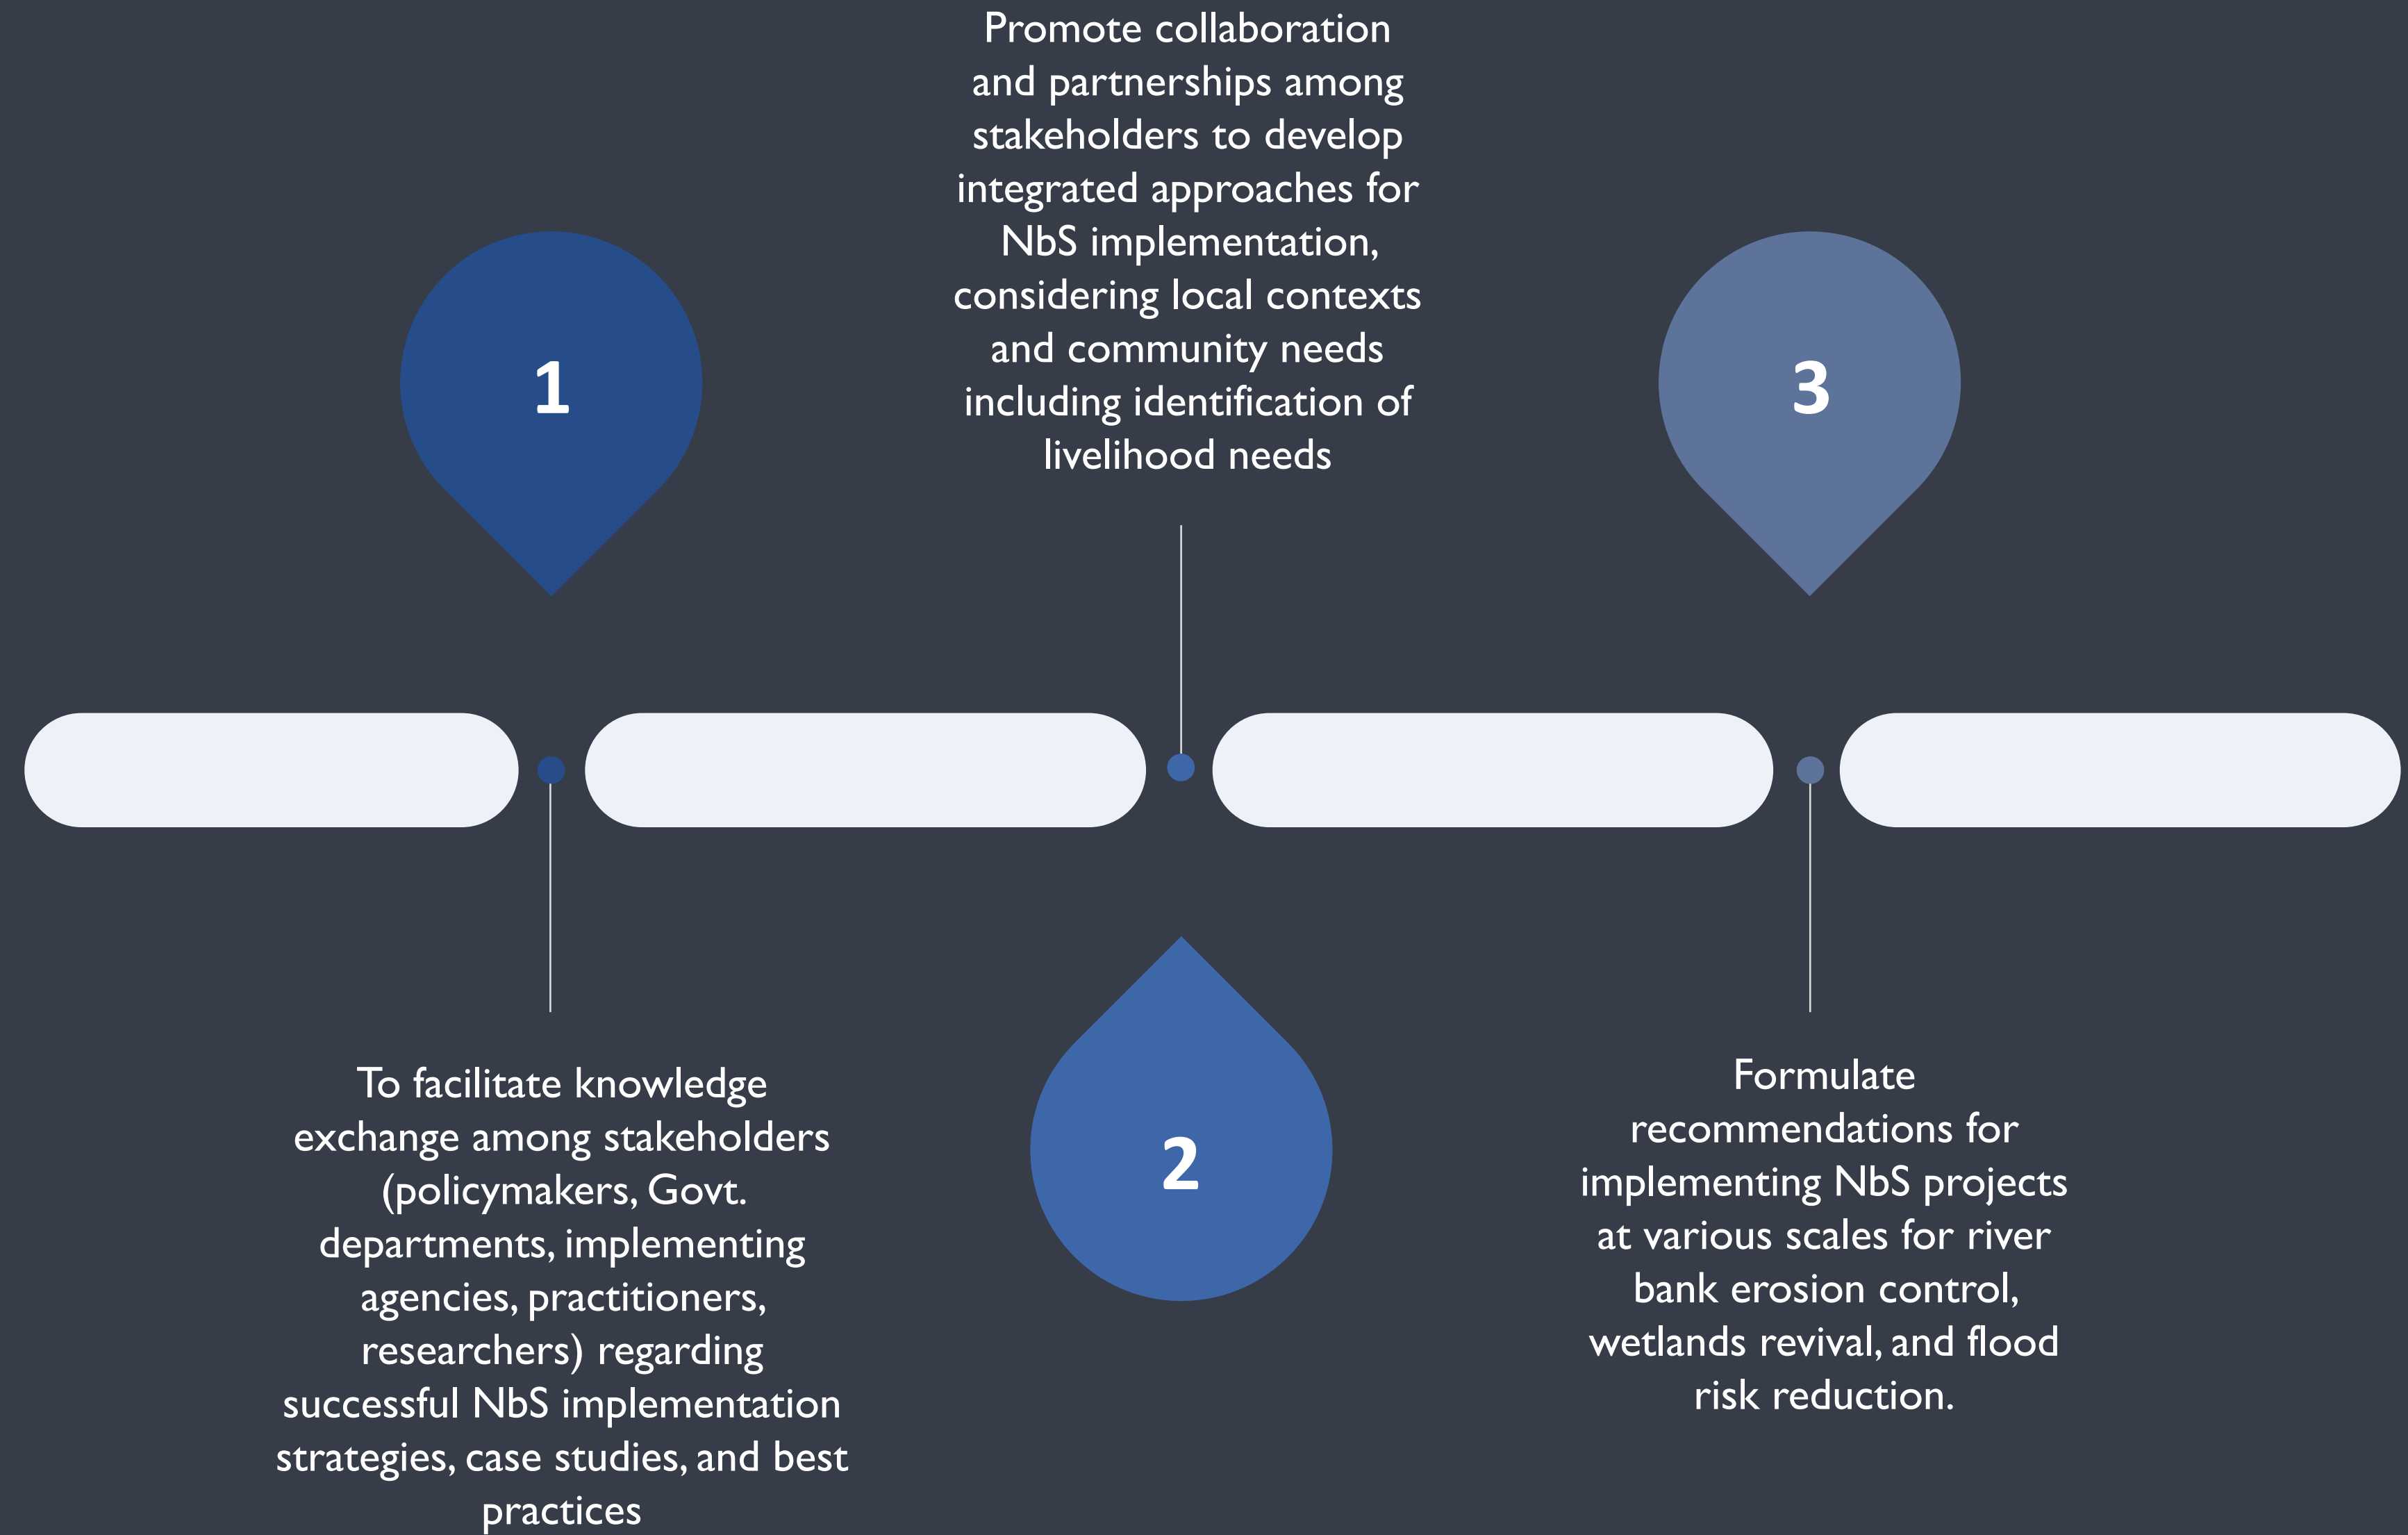 1
To facilitate knowledge
exchange among stakeholders
(policymakers, Govt.
departments, implementing
agencies, practitioners,
researchers) regarding
successful NbS implementation
strategies, case studies, and best
practices
Promote collaboration
and partnerships among
stakeholders to develop
integrated approaches for
NbS implementation,
considering local contexts
and community needs
including identification of
livelihood needs
2
3
Formulate
recommendations for
implementing NbS projects
at various scales for river
bank erosion control,
wetlands revival, and flood
risk reduction.